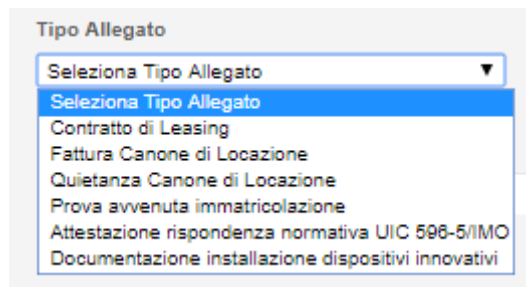 Tipo Allegato
Seleziona Tipo Allegato
Seleziona Tipo Allegato
Contratto di Leasing
Fattura Canone di Locazione
Quietanza Canone di Locazione
Prova avvenuta immatricolazione
Attestazione rispondenza normativa UIC 596-5/IMO
Documentazione installazione dispositivi innovativi